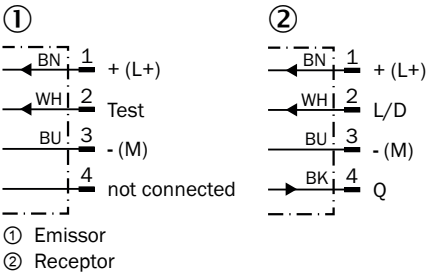 ① ②
BN 1 + (L+) BN 1 + (L+)
WH 2 Test WH 2 L/D
BU 3 - (M) BU 3 - (M)
4 not connected BK 4 Q
① Emissor
② Receptor